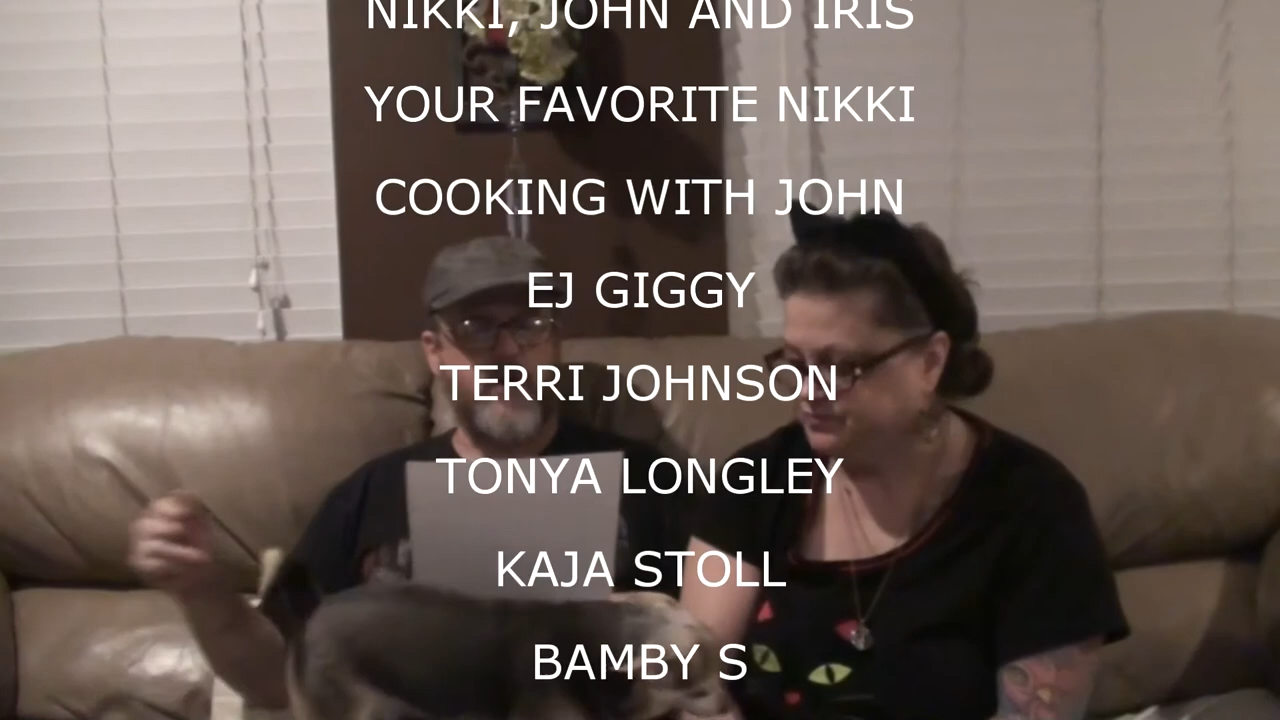 NIKKI, JOHN AND IRIS
YOUR FAVORITE NIKKI
COOKING WITH JOHN
EJ GIGGY
TERRI JOHNSON
TONYA LONGLEY
KAJA STOLL
BAMBY S